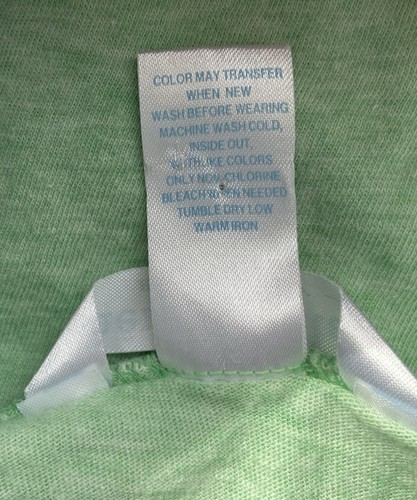 COLOR MAY TRANSFER
WHEN NEW
WASH BEFORE WEARING
MACHINE WASH COLD,
INSIDE OUT,
WITH LIKE COLORS
ONLY NON-CHLORINE
BLEACH WHEN NEEDED
TUMBLE DRY LOW
WARM IRON